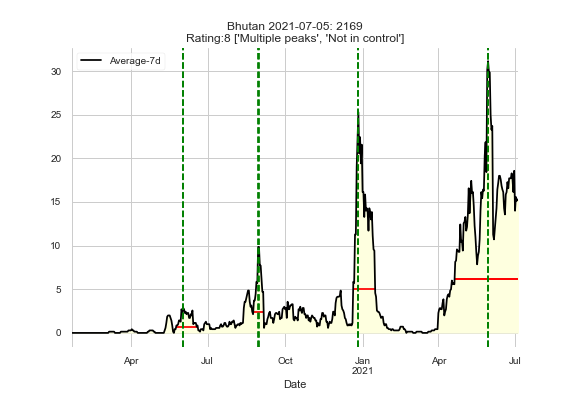 Bhutan 2021-07-05: 2169
Rating:8 ['Multiple peaks', 'Not in control']
Average-7d
30
25
20
15
10
5
0
Apr
Jul
Oct
Jan
2021
Apr
Jul
Date